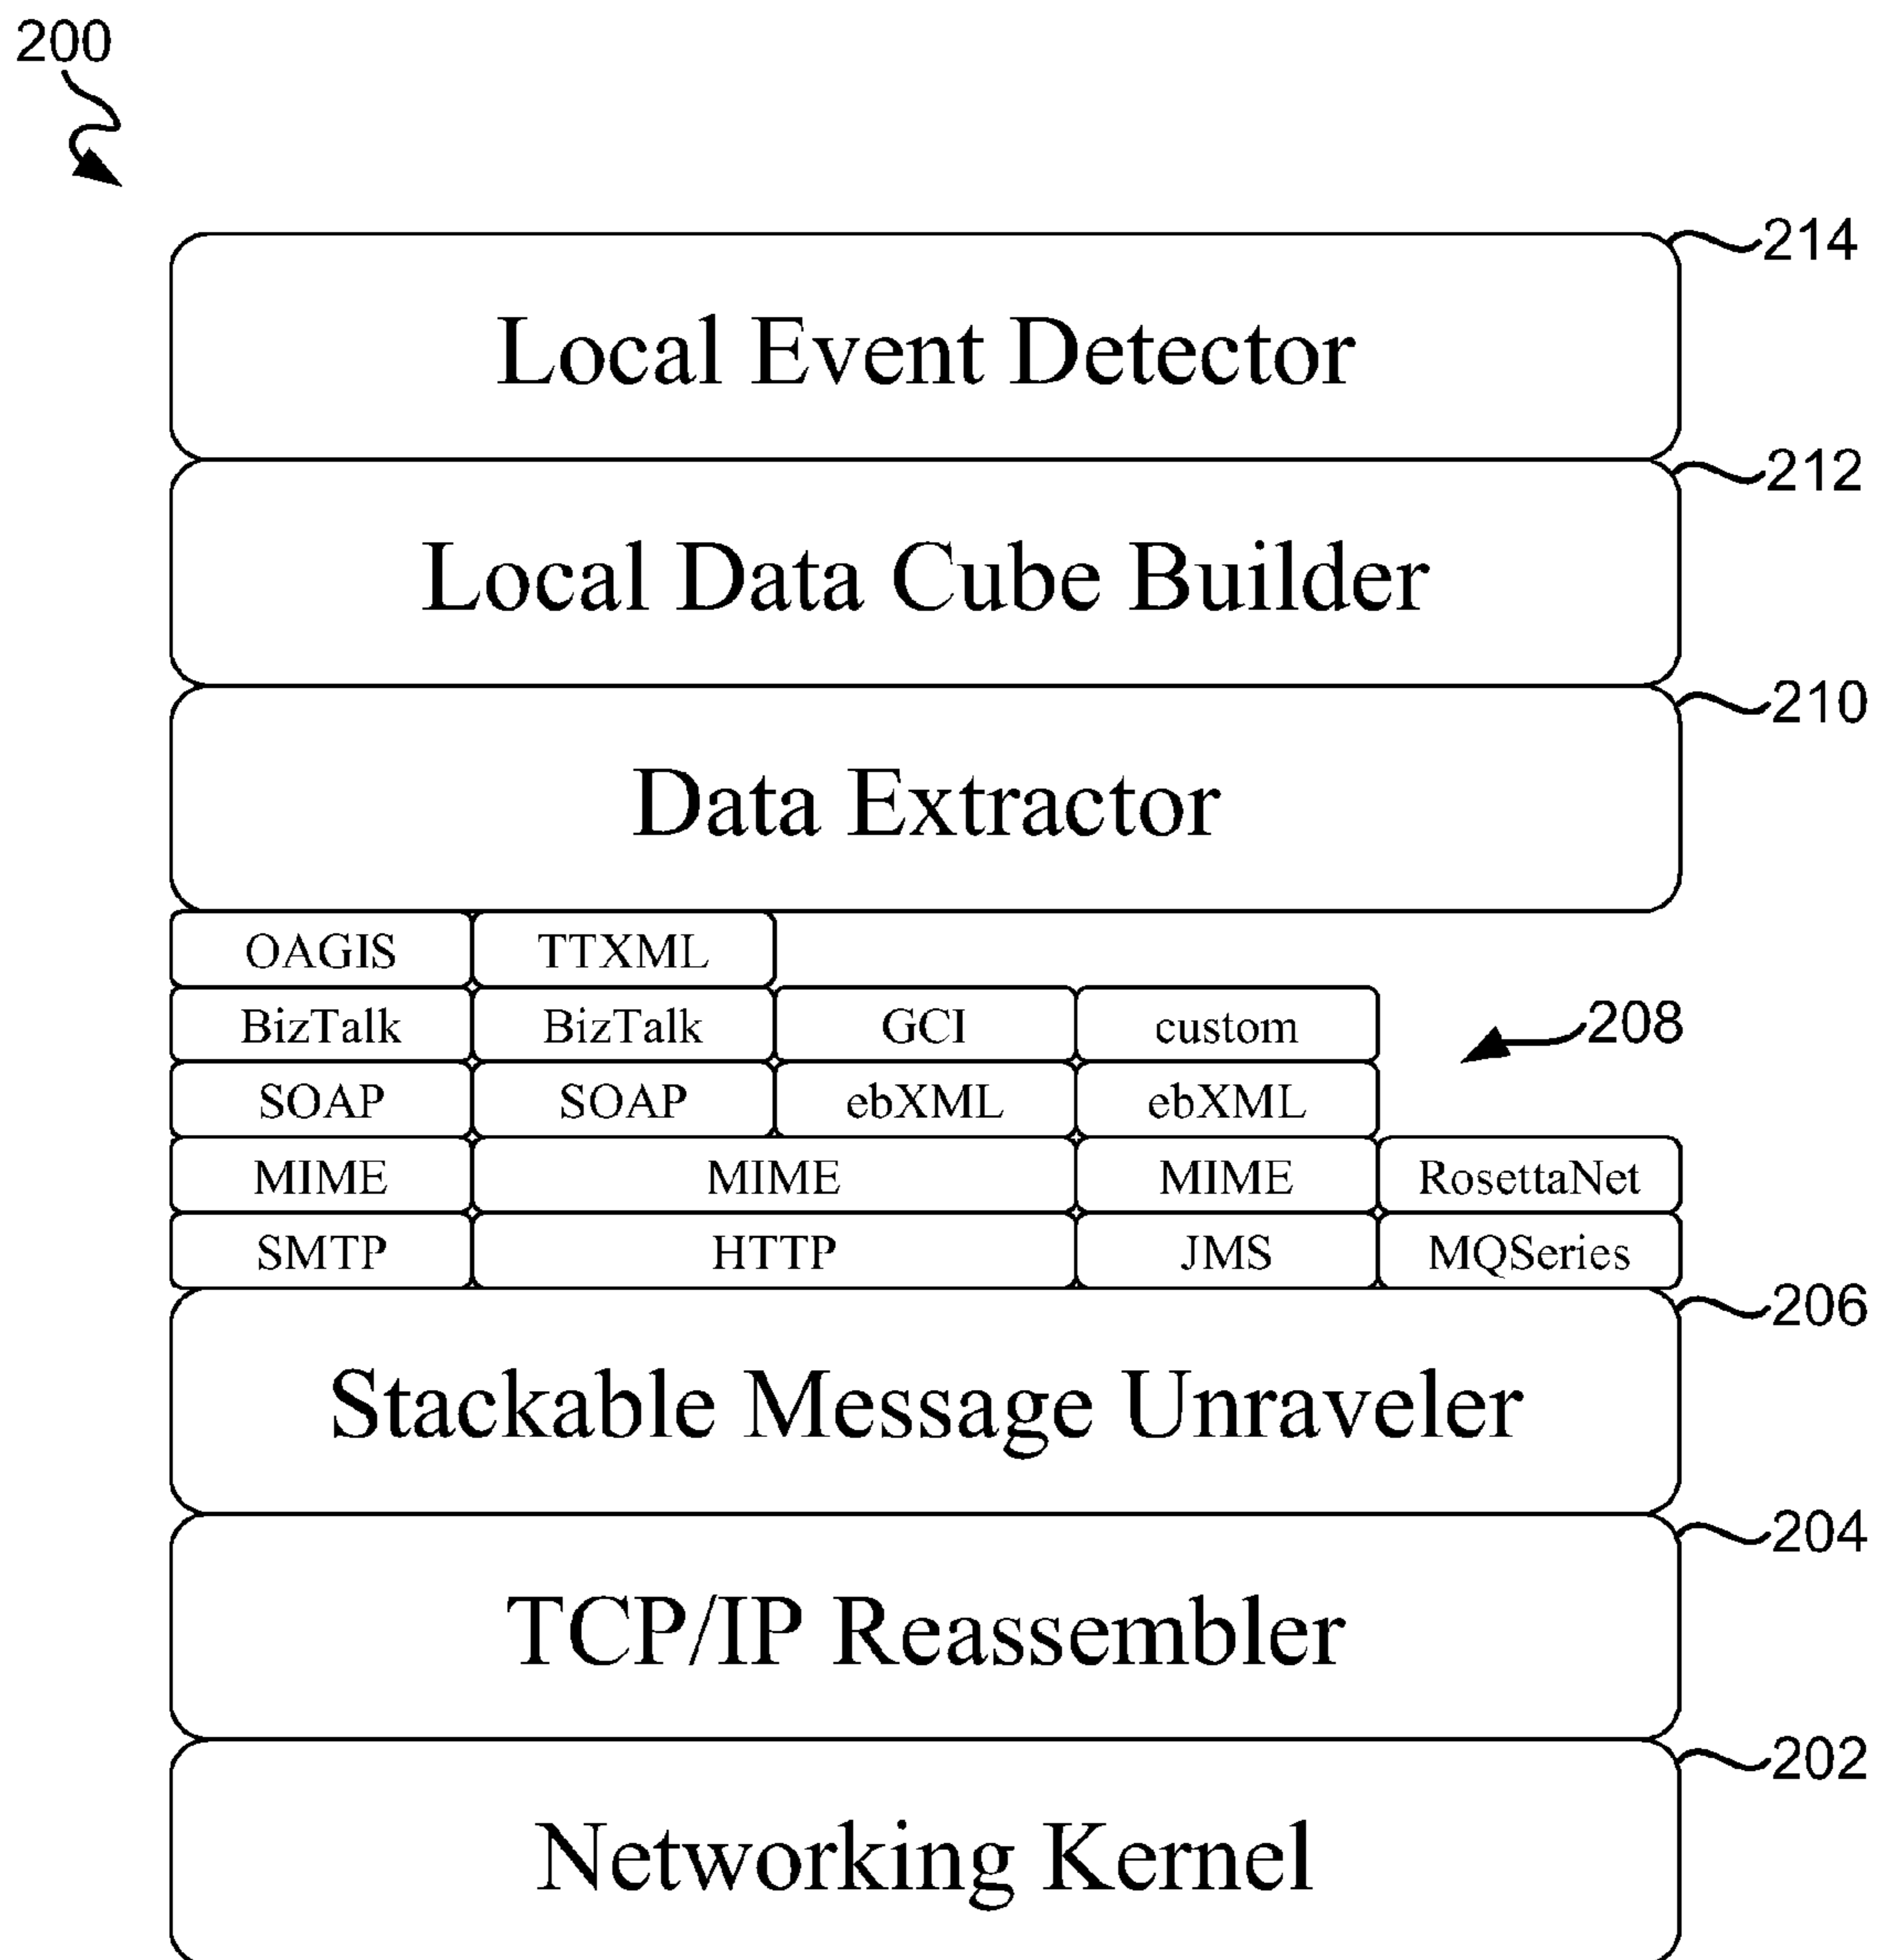 200
214
Local Event Detector
212
Local Data Cube Builder
210
Data Extractor
OAGIS TTXML
BizTalk BizTalk GCI custom
208
SOAP SOAP ebXML ebXML
MIME MIME MIME RosettaNet
SMTP HTTP JMS MQSeries
206
Stackable Message Unraveler
204
TCP/IP Reassembler
202
Networking Kernel